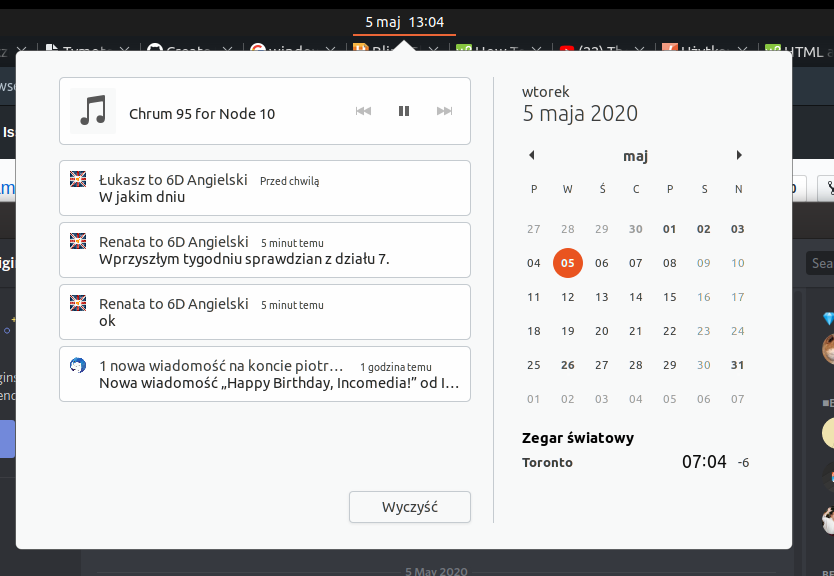 5 maj 13:04
Chrum 95 for Node 10
Łukasz to 6D Angielski Przed chwilą
W jakim dniu
Renata to 6D Angielski 5 minut temu
Wprzyszłym tygodniu sprawdzian z działu 7.
Renata to 6D Angielski 5 minut temu
ok
1 nowa wiadomość na koncie piotr… 1 godzina temu
Nowa wiadomość „Happy Birthday, Incomedia!” od I…
Wyczyść
wtorek
5 maja 2020
maj
P W Ś C P S N
27 28 29 30 01 02 03
04 05 06 07 08 09 10
11 12 13 14 15 16 17
18 19 20 21 22 23 24
25 26 27 28 29 30 31
01 02 03 04 05 06 07
Zegar światowy
Toronto 07:04 -6
Sea
5 May 2020